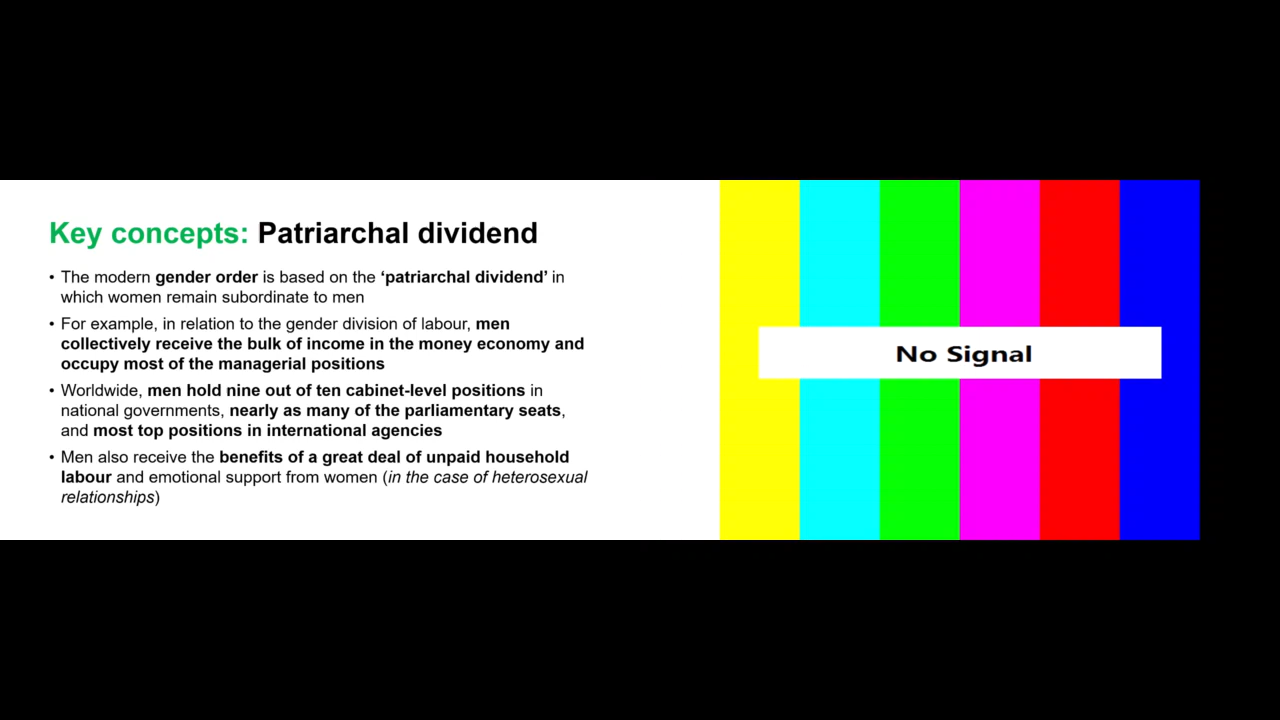 Key concepts: Patriarchal dividend
• The modern gender order is based on the ‘patriarchal dividend’ in
which women remain subordinate to men
• For example, in relation to the gender division of labour, men
collectively receive the bulk of income in the money economy and
occupy most of the managerial positions
• Worldwide, men hold nine out of ten cabinet-level positions in
national governments, nearly as many of the parliamentary seats,
and most top positions in international agencies
• Men also receive the benefits of a great deal of unpaid household
labour and emotional support from women (in the case of heterosexual
relationships)
No Signal